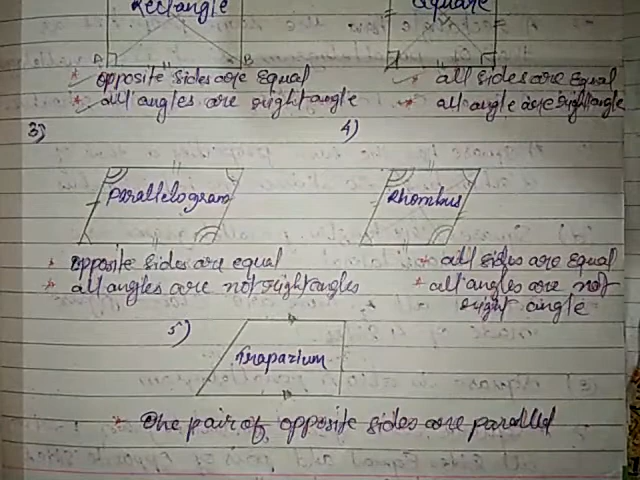 Rectangle Square
A B
* opposite sides are Equal * all sides are Equal
* all angles are right angle * all angle are right angle
3) 4)
Parallelogram Rhombus
* opposite sides are equal * all sides are Equal
* all angles are not right angles * all angles are not
right angle
5)
Traparium
* One pair of opposite sides are parallel